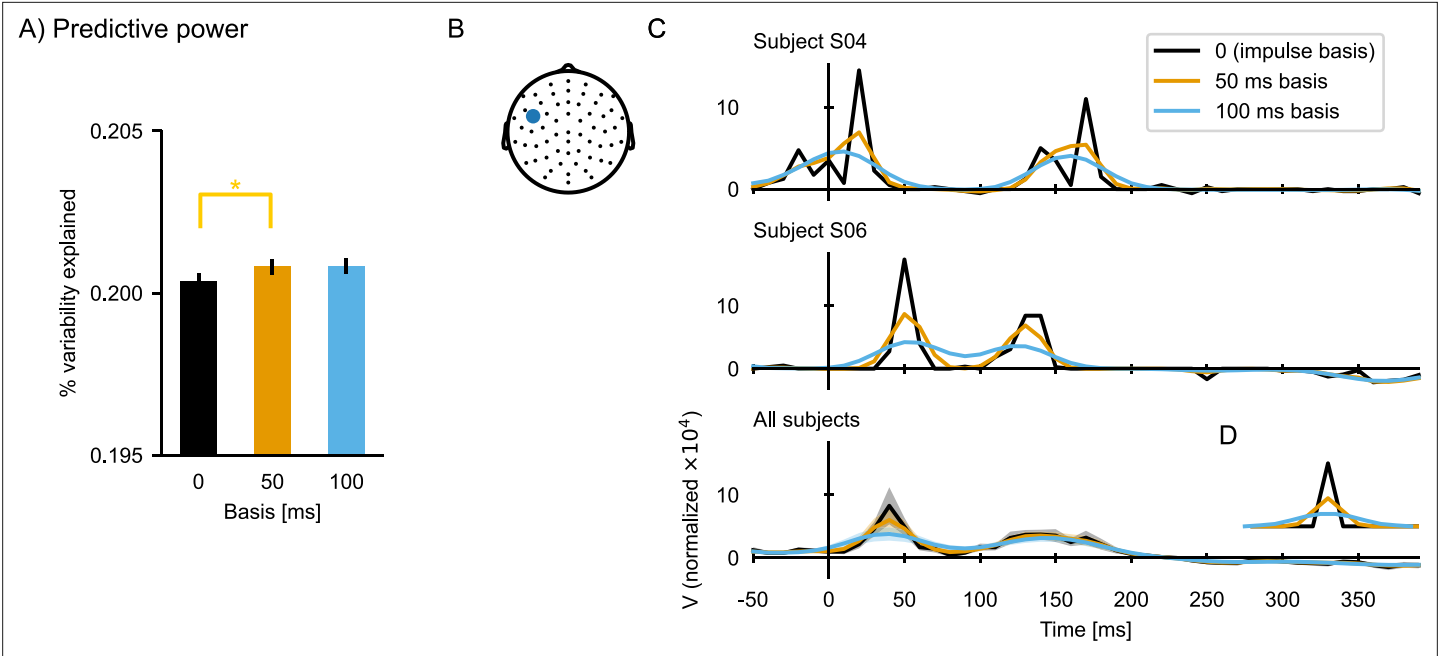 A) Predictive power
0.205
0.200
0.195
% variability explained
*
0 50 100
Basis [ms]
B
C
Subject S04
0 (impulse basis)
50 ms basis
100 ms basis
10
0
Subject S06
10
0
All subjects
10
0
V (normalized ×10⁴)
-50 0 50 100 150 200 250 300 350
Time [ms]
D